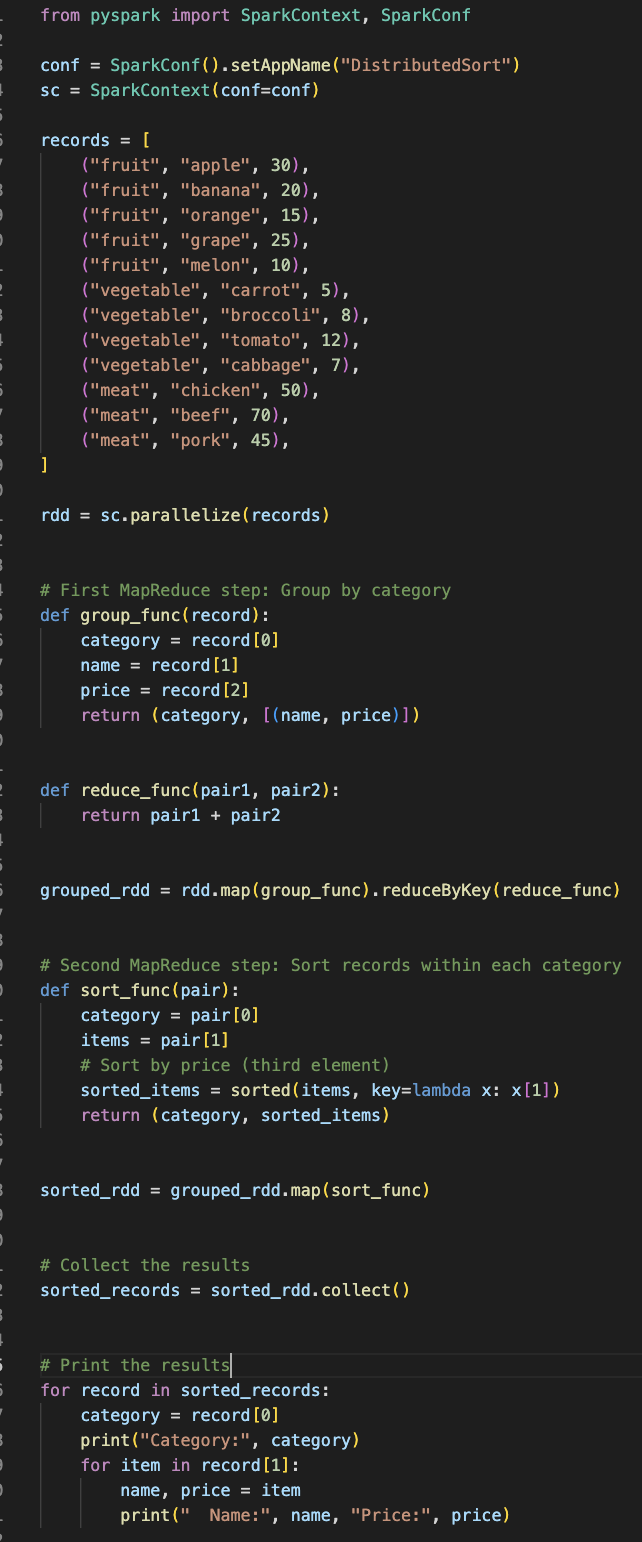 from pyspark import SparkContext, SparkConf
conf = SparkConf().setAppName("DistributedSort")
sc = SparkContext(conf=conf)
records = [
    ("fruit", "apple", 30),
    ("fruit", "banana", 20),
    ("fruit", "orange", 15),
    ("fruit", "grape", 25),
    ("fruit", "melon", 10),
    ("vegetable", "carrot", 5),
    ("vegetable", "broccoli", 8),
    ("vegetable", "tomato", 12),
    ("vegetable", "cabbage", 7),
    ("meat", "chicken", 50),
    ("meat", "beef", 70),
    ("meat", "pork", 45),
]
rdd = sc.parallelize(records)
# First MapReduce step: Group by category
def group_func(record):
    category = record[0]
    name = record[1]
    price = record[2]
    return (category, [(name, price)])
def reduce_func(pair1, pair2):
    return pair1 + pair2
grouped_rdd = rdd.map(group_func).reduceByKey(reduce_func)
# Second MapReduce step: Sort records within each category
def sort_func(pair):
    category = pair[0]
    items = pair[1]
    # Sort by price (third element)
    sorted_items = sorted(items, key=lambda x: x[1])
    return (category, sorted_items)
sorted_rdd = grouped_rdd.map(sort_func)
# Collect the results
sorted_records = sorted_rdd.collect()
# Print the results
for record in sorted_records:
    category = record[0]
    print("Category:", category)
    for item in record[1]:
        name, price = item
        print("  Name:", name, "Price:", price)